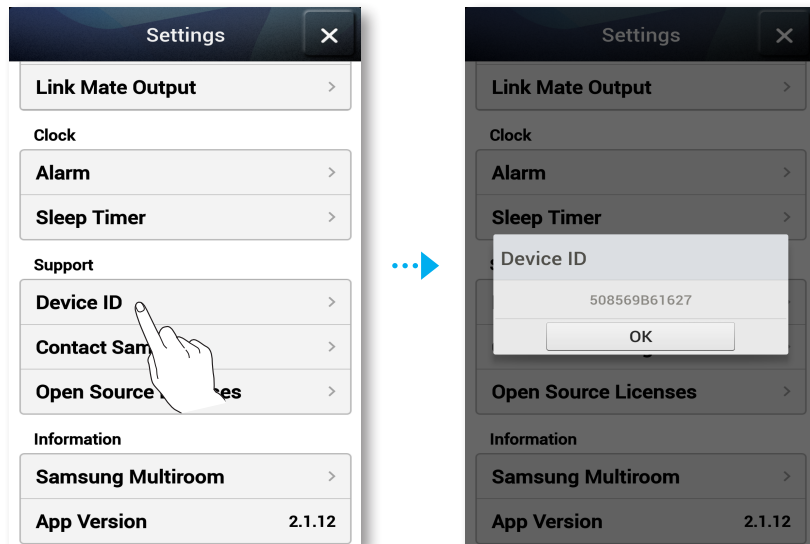 Settings
Link Mate Output
Clock
Alarm
Sleep Timer
Support
Device ID
Contact Sam
Open Source es
Information
Samsung Multiroom
App Version 2.1.12
Settings
Link Mate Output
Clock
Alarm
Sleep Timer
Device ID
508569B61627
OK
Open Source Licenses
Information
Samsung Multiroom
App Version 2.1.12